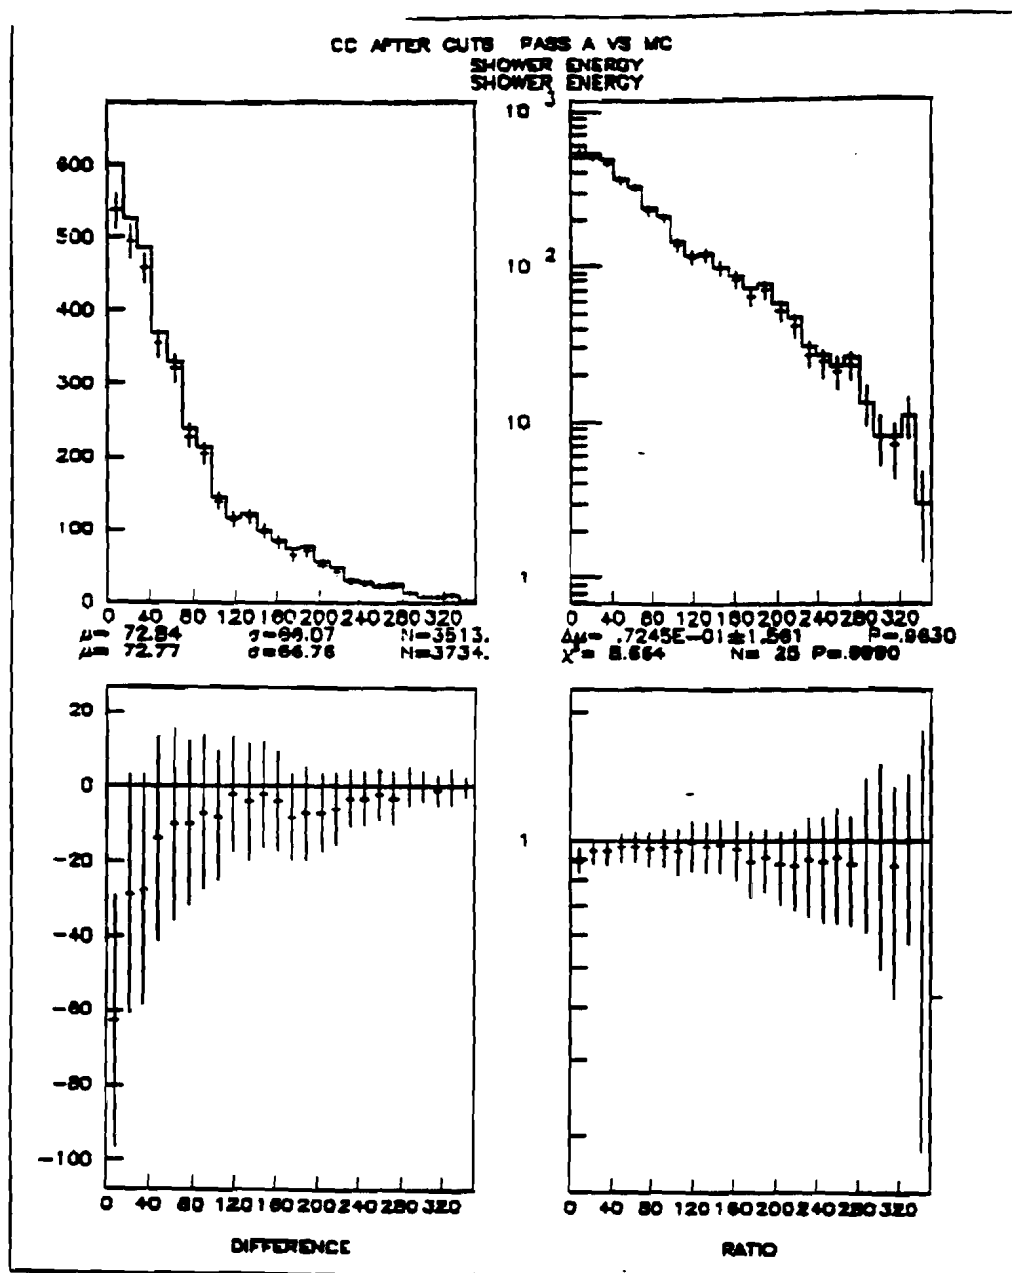 CC AFTER CUTS PASS A VS MC
SHOWER ENERGY
SHOWER ENERGY
600
500
400
300
200
100
0
0 40 80 120 160 200 240 280 320
10 3
10 2
10
1
0 40 80 120 160 200 240 280 320
μ= 72.84 σ=66.07 N=3513.
μ= 72.77 σ=66.76 N=3734.
Δμ= .7245E-01±1.561 P=.9630
χ²= N= 25
20
0
-20
-40
-60
-80
-100
0 40 80 120 160 200 240 280 320
DIFFERENCE
1
0 40 80 120 160 200 240 280 320
RATIO